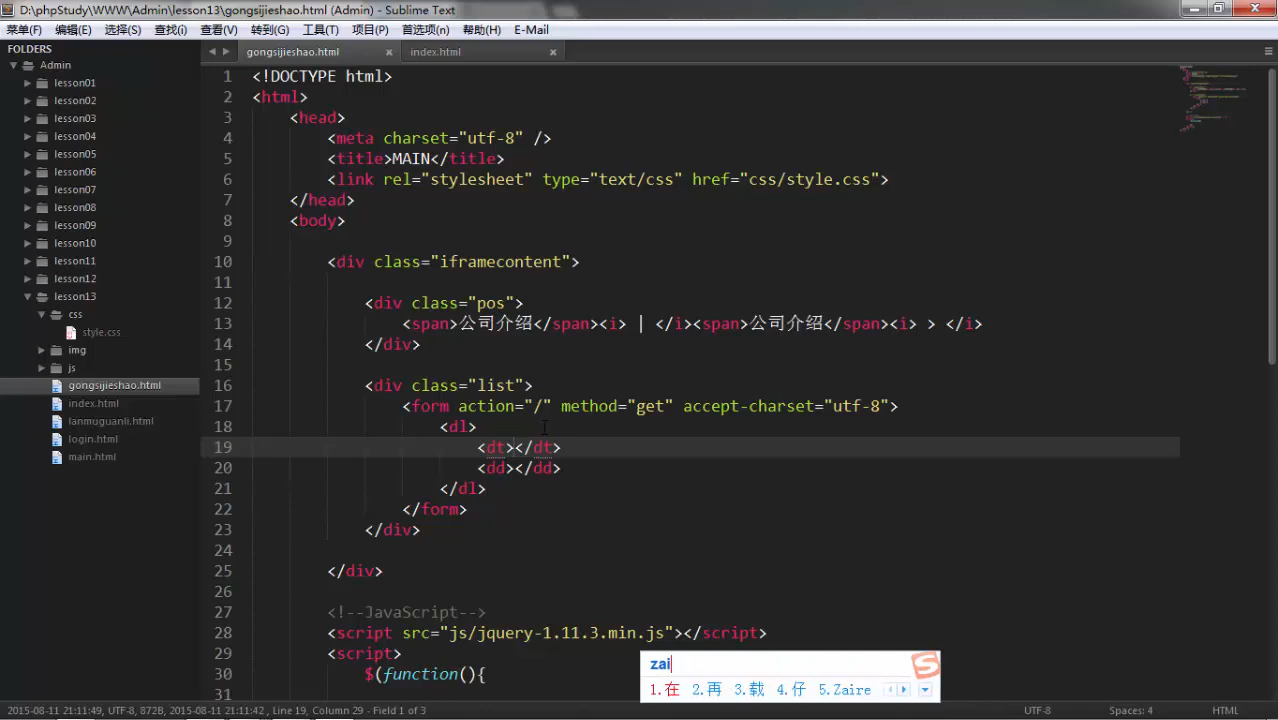 D:\phpStudy\WWW\Admin\lesson13\gongsijieshao.html (Admin) - Sublime Text
菜单(F) 编辑(E) 选择(S) 查找(i) 查看(V) 转到(G) 工具(T) 项目(P) 首选项(n) 帮助(H) E-Mail
FOLDERS
Admin
lesson01
lesson02
lesson03
lesson04
lesson05
lesson06
lesson07
lesson08
lesson09
lesson10
lesson11
lesson12
lesson13
css
style.css
img
js
gongsijieshao.html
index.html
lanmuguanli.html
login.html
main.html
gongsijieshao.html × index.html ×
1 <!DOCTYPE html>
2 <html>
3 <head>
4 <meta charset="utf-8" />
5 <title>MAIN</title>
6 <link rel="stylesheet" type="text/css" href="css/style.css">
7 </head>
8 <body>
9
10 <div class="iframecontent">
11
12 <div class="pos">
13 <span>公司介绍</span><i> | </i><span>公司介绍</span><i> > </i>
14 </div>
15
16 <div class="list">
17 <form action="/" method="get" accept-charset="utf-8">
18 <dl>
19 <dt></dt>
20 <dd></dd>
21 </dl>
22 </form>
23 </div>
24
25 </div>
26
27 <!--JavaScript-->
28 <script src="js/jquery-1.11.3.min.js"></script>
29 <script>
30 $(function(){
31
zai
1.在 2.再 3.载 4.仔 5.Zaire
2015-08-11 21:11:49, UTF-8, 872B, 2015-08-11 21:11:42 , Line 19, Column 29 - Field 1 of 3 UTF-8 Spaces: 4 HTML